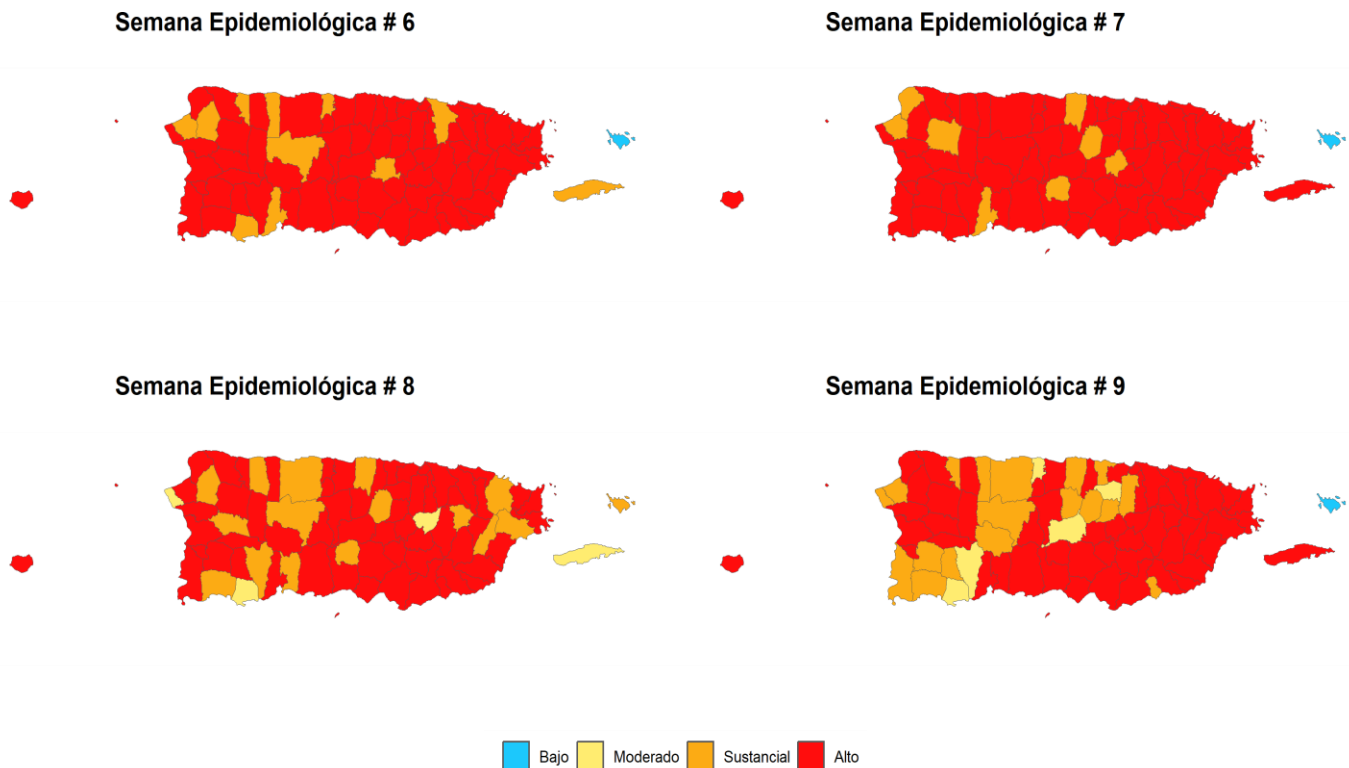 Semana Epidemiológica # 6
Semana Epidemiológica # 7
Semana Epidemiológica # 8
Semana Epidemiológica # 9
Bajo Moderado Sustancial Alto